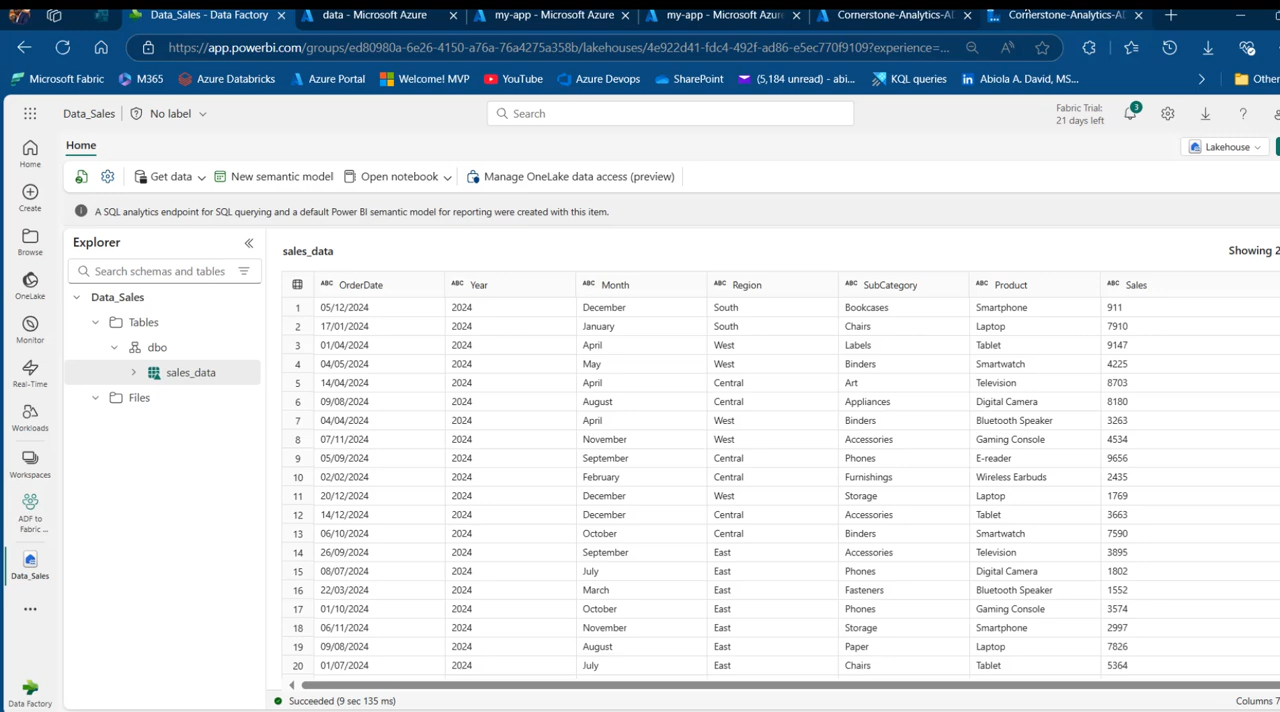 Data_Sales - Data Factory
data - Microsoft Azure
my-app - Microsoft Azure
my-app - Microsoft Azure
Cornerstone-Analytics-AD
Cornerstone-Analytics-AD
https://app.powerbi.com/groups/ed80980a-6e26-4150-a76a-76a4275a358b/lakehouses/4e922d41-fdc4-492f-ad86-e5ec770f9109?experience=...
Microsoft Fabric
M365
Azure Databricks
Azure Portal
Welcome! MVP
YouTube
Azure Devops
SharePoint
(5,184 unread) - abi...
KQL queries
Abiola A. David, MS...
Other
Data_Sales
No label
Search
Fabric Trial:
21 days left
3
Home
Lakehouse
Get data
New semantic model
Open notebook
Manage OneLake data access (preview)
A SQL analytics endpoint for SQL querying and a default Power BI semantic model for reporting were created with this item.
Home
Create
Browse
OneLake
Monitor
Real-Time
Workloads
Workspaces
ADF to
Fabric ...
Data_Sales
Data Factory
Explorer
Search schemas and tables
Data_Sales
Tables
dbo
sales_data
Files
sales_data
Showing 2
ABC OrderDate ABC Year ABC Month ABC Region ABC SubCategory ABC Product ABC Sales
1 05/12/2024 2024 December South Bookcases Smartphone 911
2 17/01/2024 2024 January South Chairs Laptop 7910
3 01/04/2024 2024 April West Labels Tablet 9147
4 04/05/2024 2024 May West Binders Smartwatch 4225
5 14/04/2024 2024 April Central Art Television 8703
6 09/08/2024 2024 August Central Appliances Digital Camera 8180
7 04/04/2024 2024 April West Binders Bluetooth Speaker 3263
8 07/11/2024 2024 November West Accessories Gaming Console 4534
9 05/09/2024 2024 September Central Phones E-reader 9656
10 02/02/2024 2024 February Central Furnishings Wireless Earbuds 2435
11 20/12/2024 2024 December West Storage Laptop 1769
12 14/12/2024 2024 December Central Accessories Tablet 3663
13 06/10/2024 2024 October Central Binders Smartwatch 7590
14 26/09/2024 2024 September East Accessories Television 3895
15 08/07/2024 2024 July East Phones Digital Camera 1802
16 22/03/2024 2024 March East Fasteners Bluetooth Speaker 1552
17 01/10/2024 2024 October East Phones Gaming Console 3574
18 06/11/2024 2024 November East Storage Smartphone 2997
19 09/08/2024 2024 August East Paper Laptop 7826
20 01/07/2024 2024 July East Chairs Tablet 5364
Succeeded (9 sec 135 ms)
Columns 7